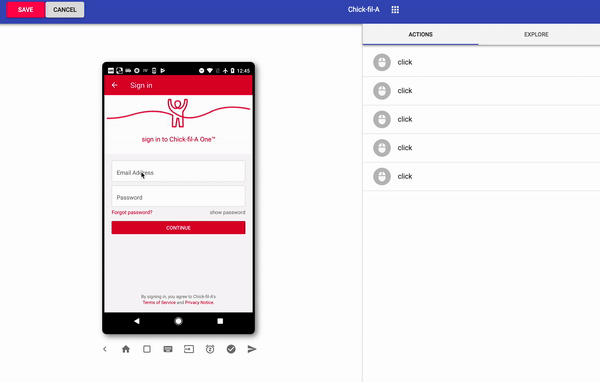 SAVE
CANCEL
Chick-fil-A
ACTIONS
EXPLORE
click
click
click
click
click
12:45
Sign in
sign in to Chick-fil-A One™
Email Address
Password
Forgot password?
show password
CONTINUE
By signing in, you agree to Chick-fil-A's
Terms of Service and Privacy Notice.